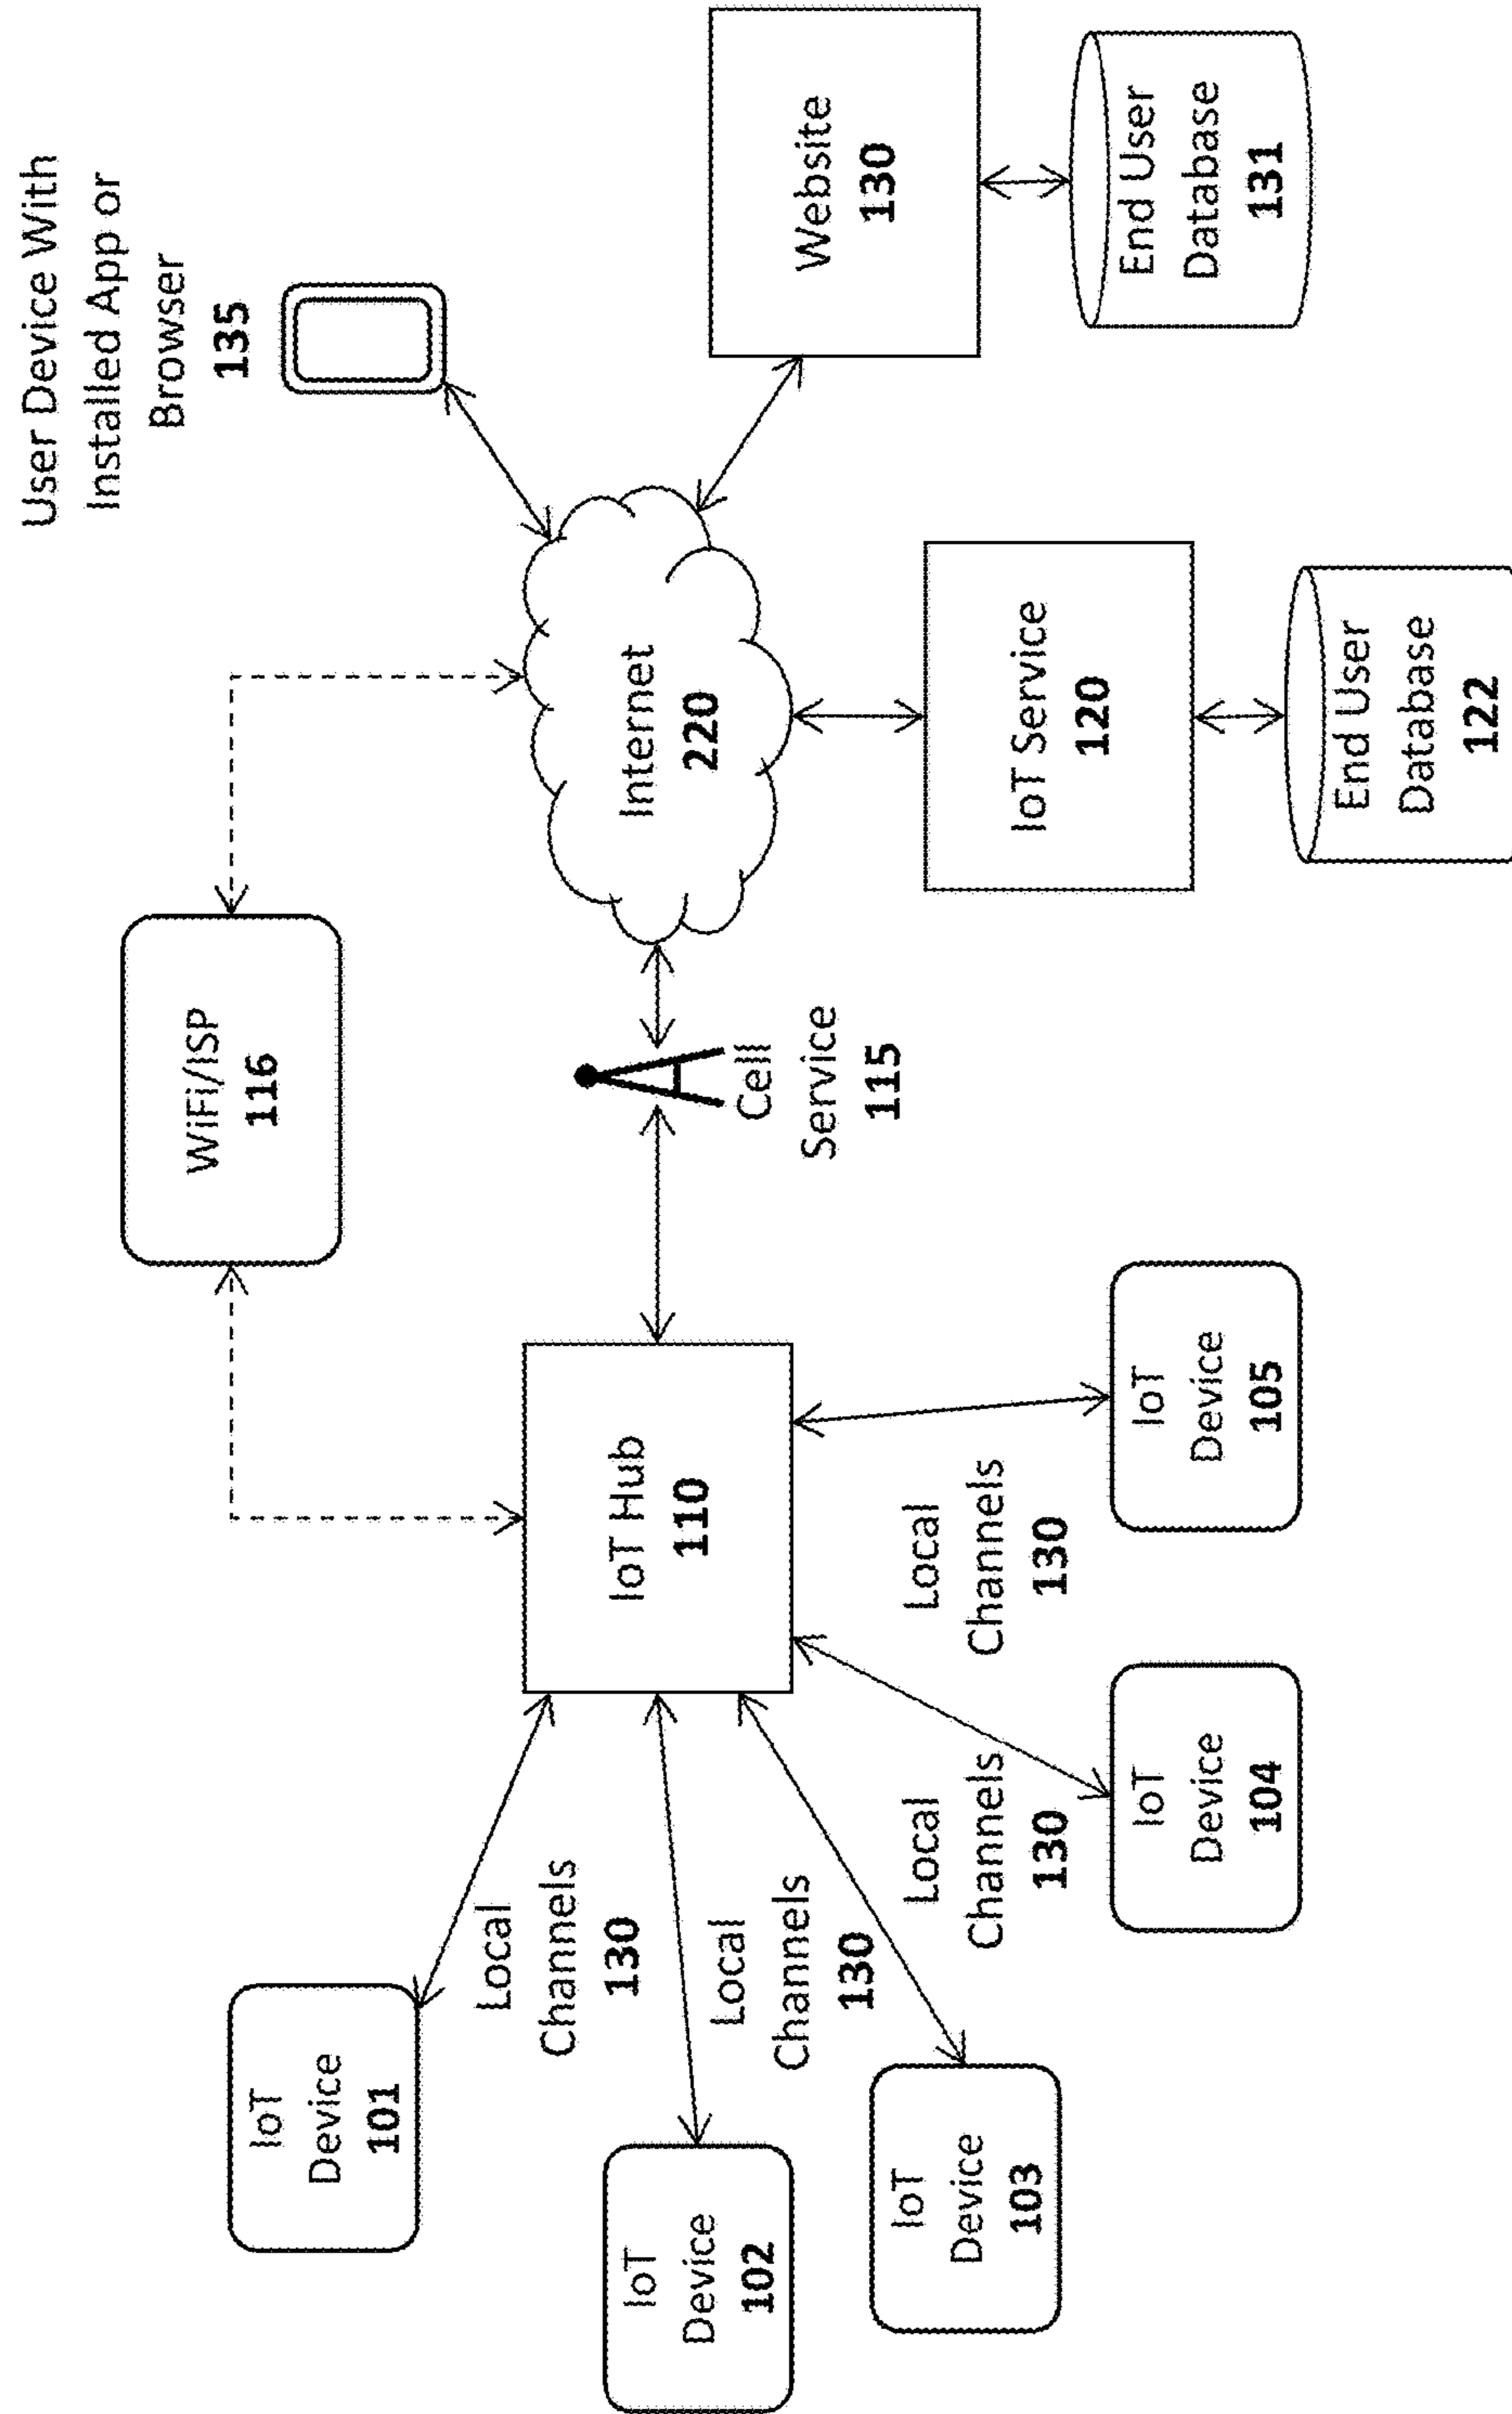 User Device With
Installed App or
Browser
135
WiFi/ISP
116
IoT
Device
101
Local
Channels
130
IoT
Device
102
Local
Channels
130
IoT
Device
103
IoT Hub
110
Local
Channels
130
IoT
Device
104
Local
Channels
130
IoT
Device
105
Cell
Service
115
Internet
220
Website
130
End User
Database
131
IoT Service
120
End User
Database
122